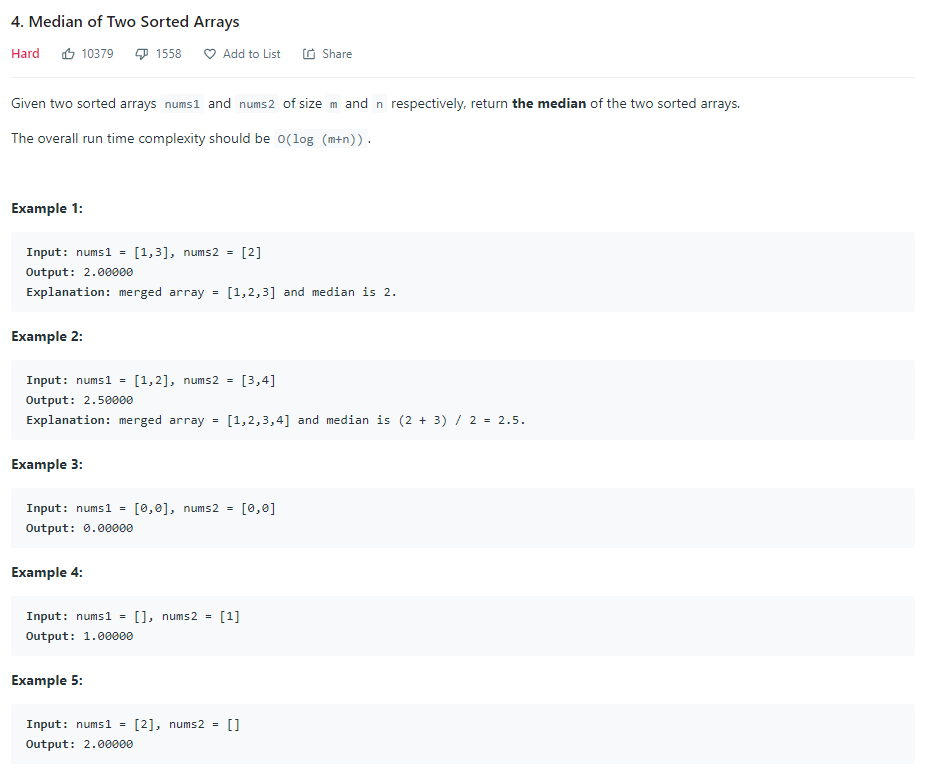 4. Median of Two Sorted Arrays
Hard 10379 1558 Add to List Share
Given two sorted arrays nums1 and nums2 of size m and n respectively, return the median of the two sorted arrays.
The overall run time complexity should be O(log (m+n)).
Example 1:
Input: nums1 = [1,3], nums2 = [2]
Output: 2.00000
Explanation: merged array = [1,2,3] and median is 2.
Example 2:
Input: nums1 = [1,2], nums2 = [3,4]
Output: 2.50000
Explanation: merged array = [1,2,3,4] and median is (2 + 3) / 2 = 2.5.
Example 3:
Input: nums1 = [0,0], nums2 = [0,0]
Output: 0.00000
Example 4:
Input: nums1 = [], nums2 = [1]
Output: 1.00000
Example 5:
Input: nums1 = [2], nums2 = []
Output: 2.00000